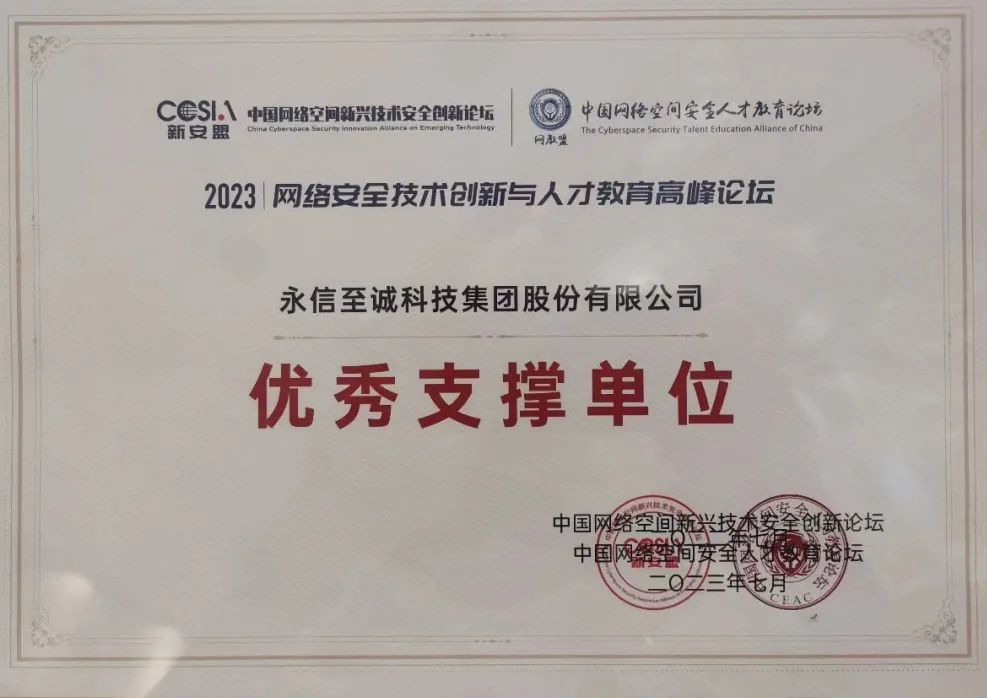 CCSIA 中国网络空间新兴技术安全创新论坛
新安盟 China Cyberspace Security Innovation Alliance on Emerging Technology
中国网络空间安全人才教育论坛
网教盟 The Cyberspace Security Talent Education Alliance of China
2023 网络安全技术创新与人才教育高峰论坛
永信至诚科技集团股份有限公司
优秀支撑单位
中国网络空间新兴技术安全创新论坛
中国网络空间安全人才教育论坛
二〇二三年七月
新安盟
CEAC